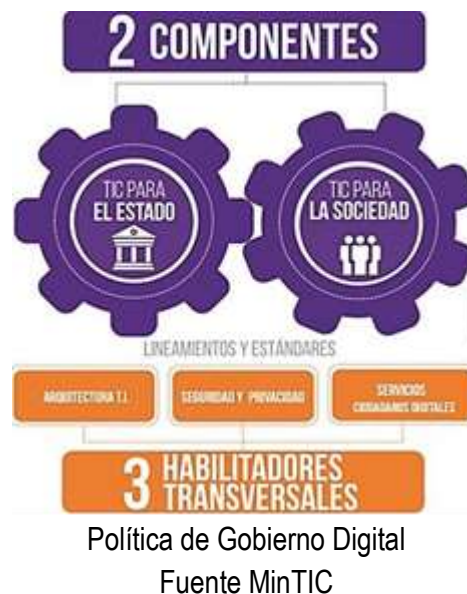 2 COMPONENTES
TIC PARA
EL ESTADO
TIC PARA
LA SOCIEDAD
LINEAMIENTOS Y ESTÁNDARES
ARQUITECTURA T.I.
SEGURIDAD Y PRIVACIDAD
SERVICIOS
CIUDADANOS DIGITALES
3 HABILITADORES
TRANSVERSALES
Política de Gobierno Digital
Fuente MinTIC